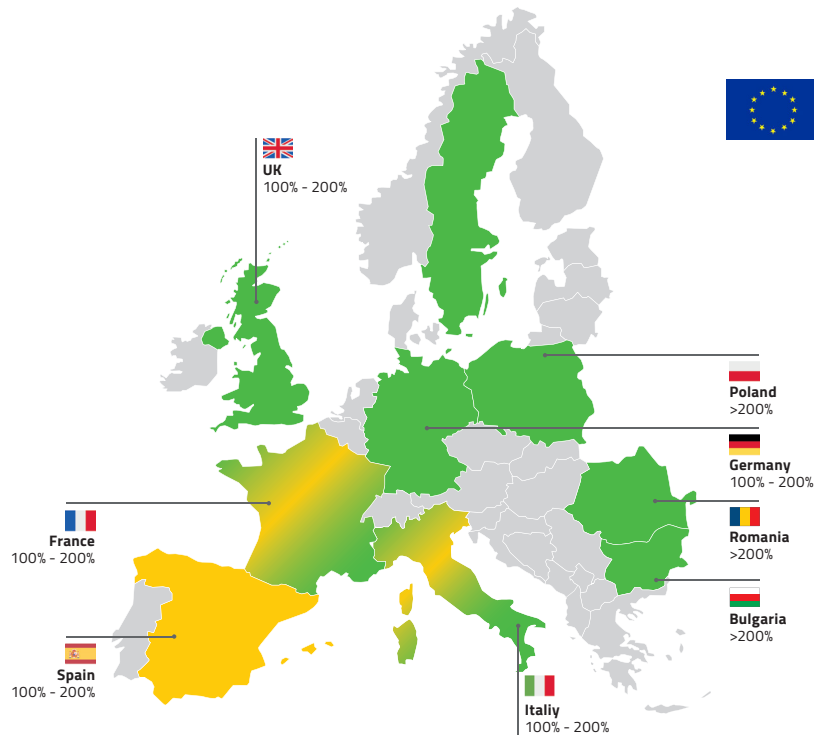 UK
100% - 200%
Poland
>200%
Germany
100% - 200%
France
100% - 200%
Romania
>200%
Bulgaria
>200%
Spain
100% - 200%
Italiy
100% - 200%